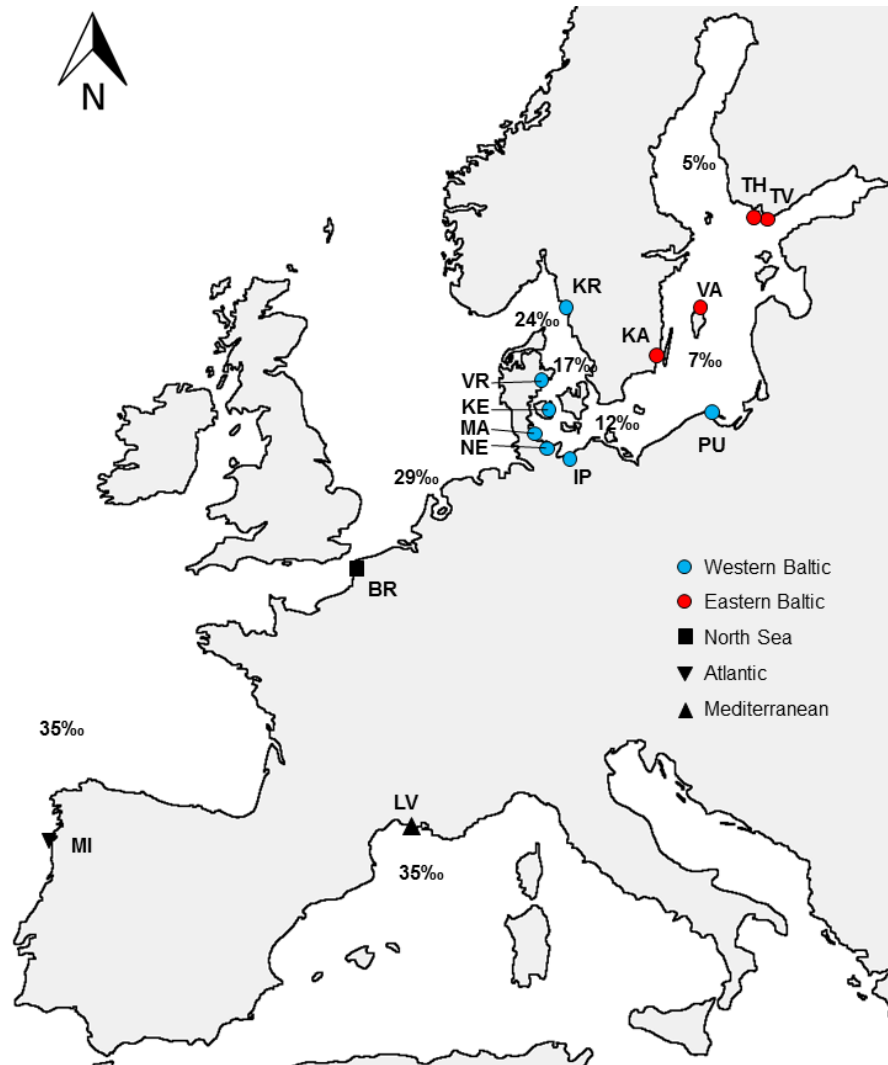 N
5‰
TH
TV
KR
VA
24‰
KA
17‰
7‰
VR
KE
12‰
MA
NE
PU
IP
29‰
BR
Western Baltic
Eastern Baltic
North Sea
Atlantic
Mediterranean
35‰
LV
MI
35‰